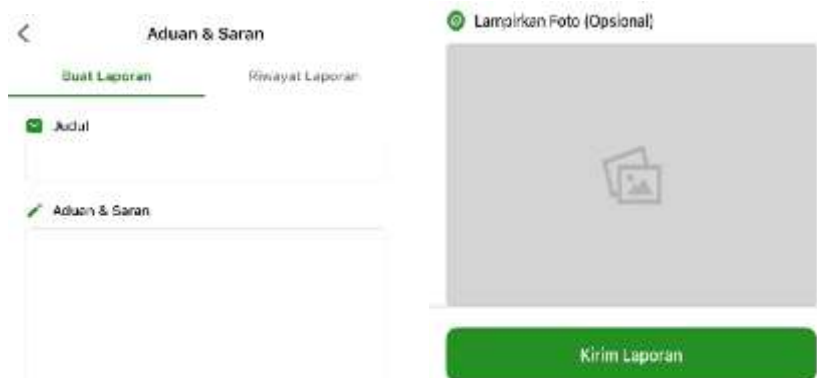 Aduan & Saran
Buat Laporan
Riwayat Laporan
Judul
Aduan & Saran
Lampirkan Foto (Opsional)
Kirim Laporan